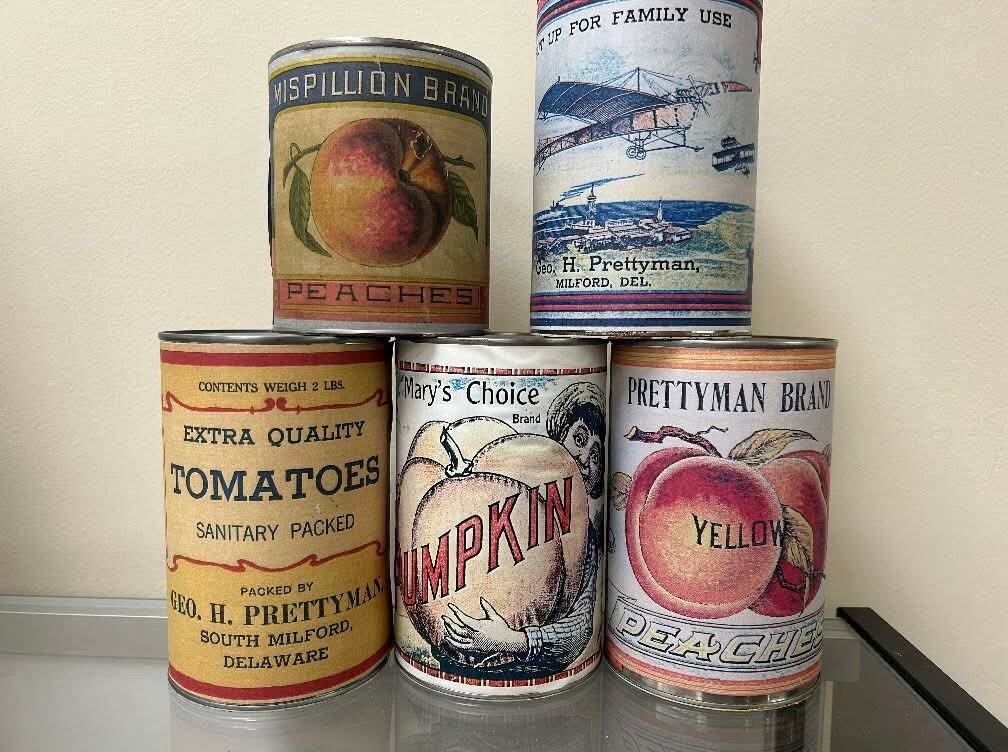 MISPILLION BRAND
PEACHES
UP FOR FAMILY USE
Geo. H. Prettyman,
MILFORD, DEL.
CONTENTS WEIGH 2 LBS.
EXTRA QUALITY
TOMATOES
SANITARY PACKED
PACKED BY
GEO. H. PRETTYMAN,
SOUTH MILFORD,
DELAWARE
Mary's Choice
Brand
UMPKIN
PRETTYMAN BRAND
YELLOW
PEACHES